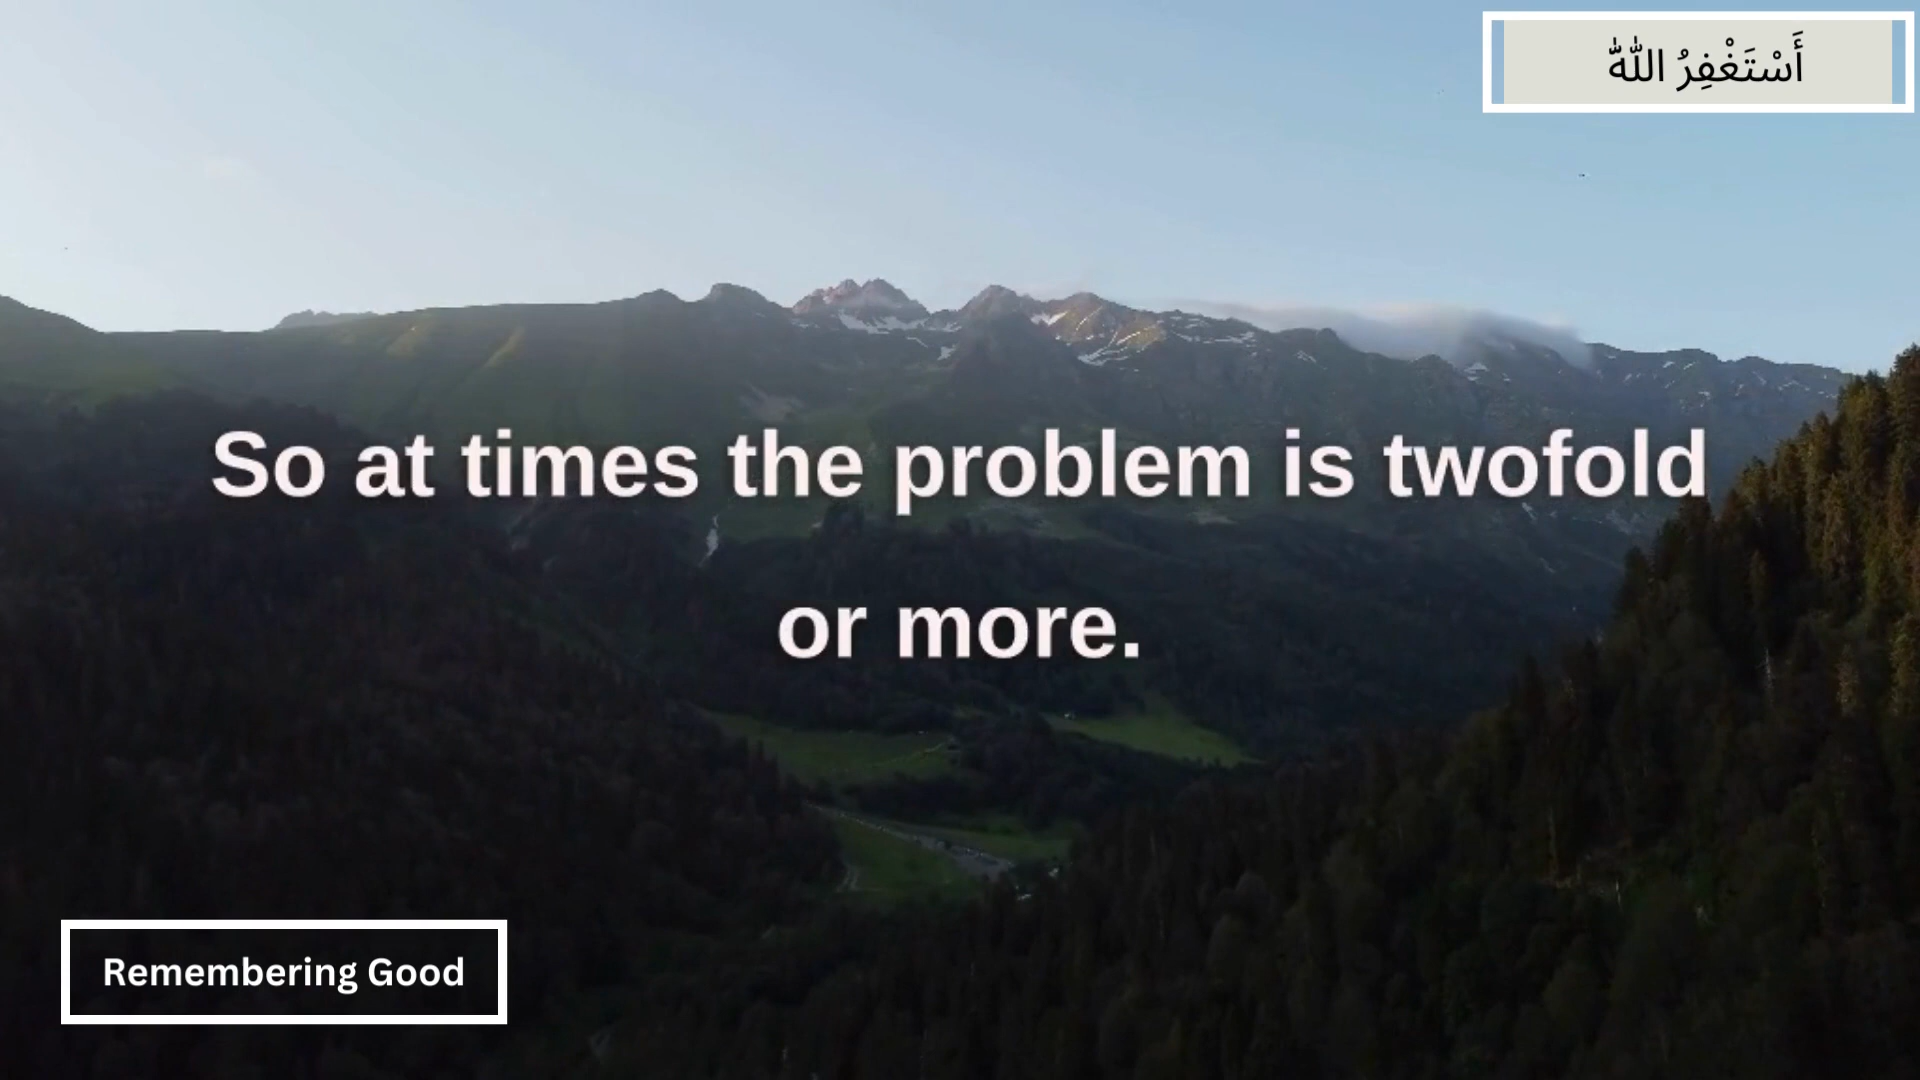 أَسْتَغْفِرُ اللّٰهَ
So at times the problem is twofold
or more.
Remembering Good